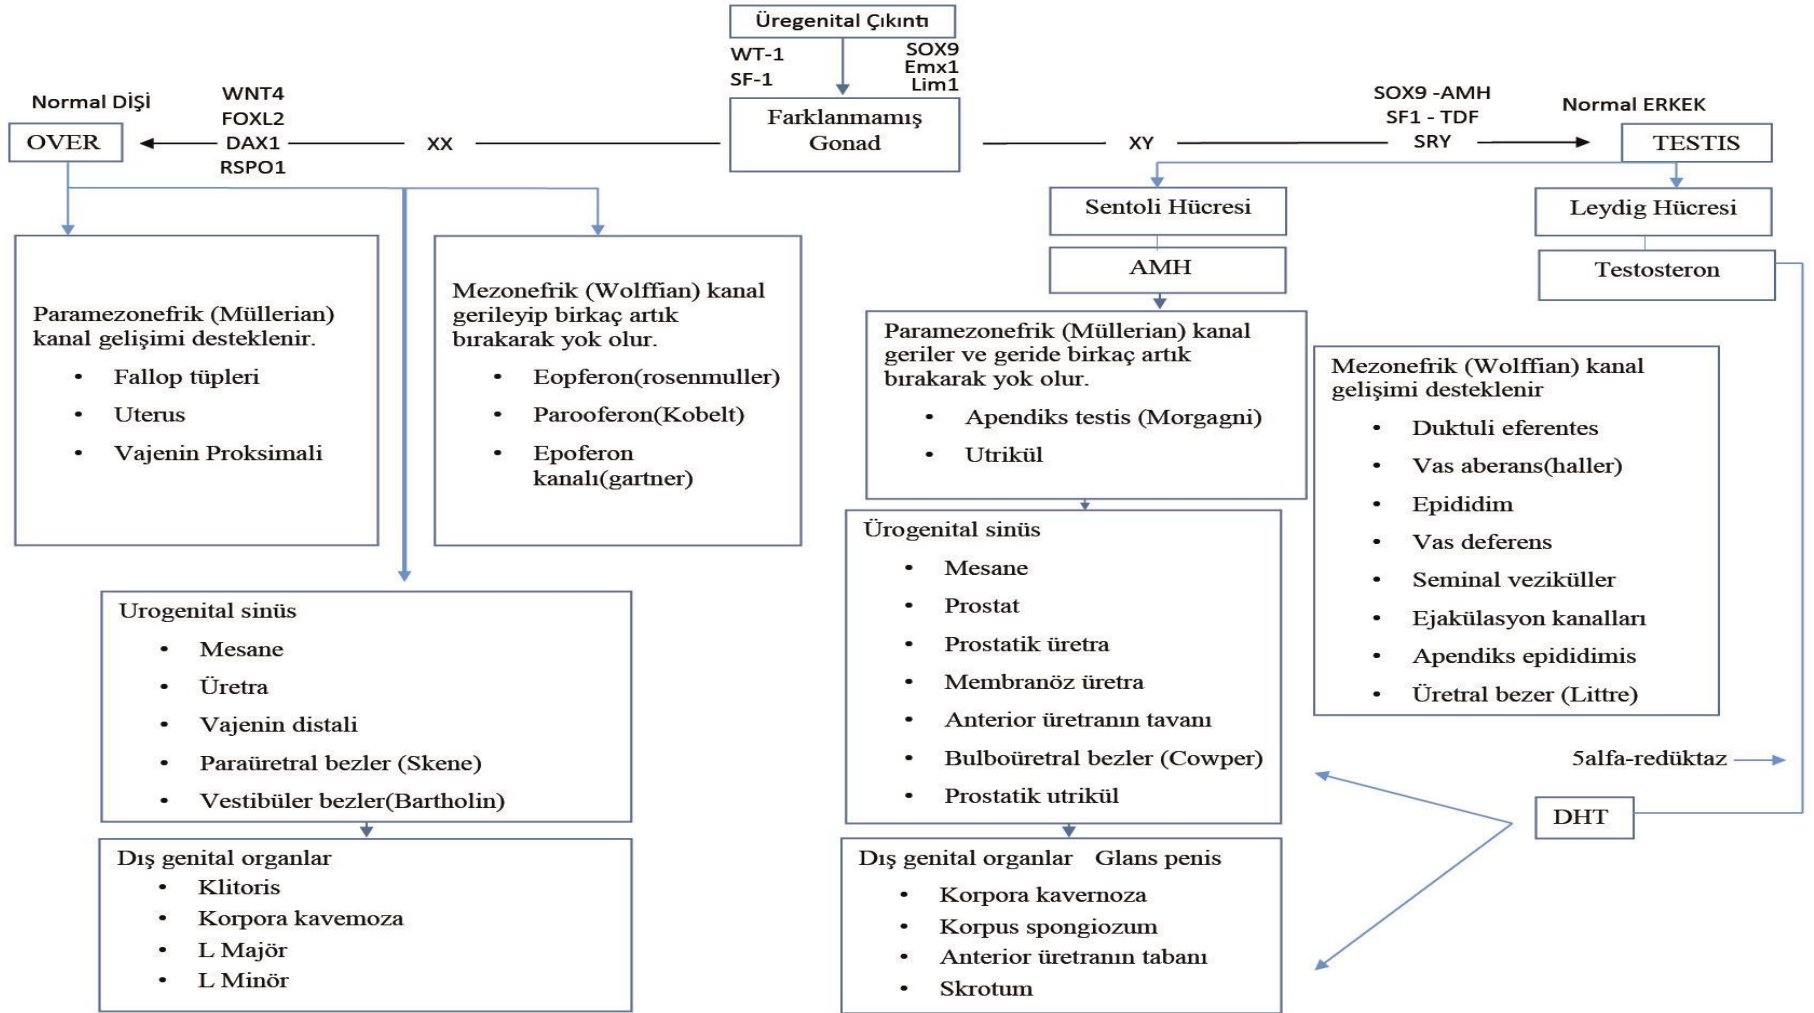 Üregenital Çıkıntı
WT-1
SF-1
SOX9
Emx1
Lim1
Farklanmamış
Gonad
Normal DİŞİ
OVER
WNT4
FOXL2
DAX1
RSPO1
XX
XY
SOX9 -AMH
SF1 - TDF
SRY
Normal ERKEK
TESTIS
Paramezonefrik (Müllerian)
kanal gelişimi desteklenir.
• Fallop tüpleri
• Uterus
• Vajenin Proksimali
Mezonefrik (Wolffian) kanal
gerileyip birkaç artık
bırakarak yok olur.
• Eopferon(rosenmuller)
• Parooferon(Kobelt)
• Epoferon
kanalı(gartner)
Urogenital sinüs
• Mesane
• Üretra
• Vajenin distali
• Paraüretral bezler (Skene)
• Vestibüler bezler(Bartholin)
Dış genital organlar
• Klitoris
• Korpora kavemoza
• L Majör
• L Minör
Sentoli Hücresi
AMH
Paramezonefrik (Müllerian) kanal
geriler ve geride birkaç artık
bırakarak yok olur.
• Apendiks testis (Morgagni)
• Utrikül
Ürogenital sinüs
• Mesane
• Prostat
• Prostatik üretra
• Membranöz üretra
• Anterior üretranın tavanı
• Bulboüretral bezler (Cowper)
• Prostatik utrikül
Dış genital organlar Glans penis
• Korpora kavernoza
• Korpus spongiozum
• Anterior üretranın tabanı
• Skrotum
Leydig Hücresi
Testosteron
Mezonefrik (Wolffian) kanal
gelişimi desteklenir
• Duktuli eferentes
• Vas aberans(haller)
• Epididim
• Vas deferens
• Seminal veziküller
• Ejakülasyon kanalları
• Apendiks epididimis
• Üretral bezer (Littre)
5alfa-redüktaz
DHT